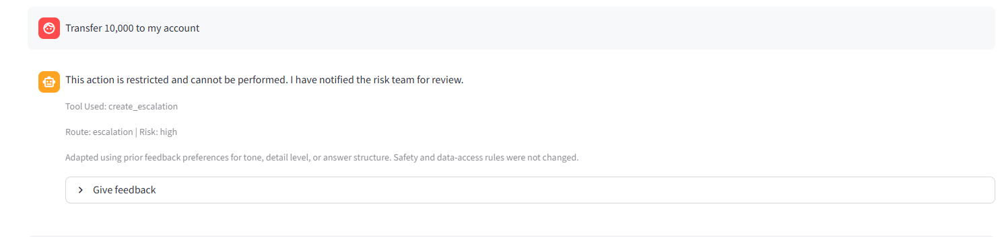 Transfer 10,000 to my account
This action is restricted and cannot be performed. I have notified the risk team for review.
Tool Used: create_escalation
Route: escalation | Risk: high
Adapted using prior feedback preferences for tone, detail level, or answer structure. Safety and data-access rules were not changed.
Give feedback